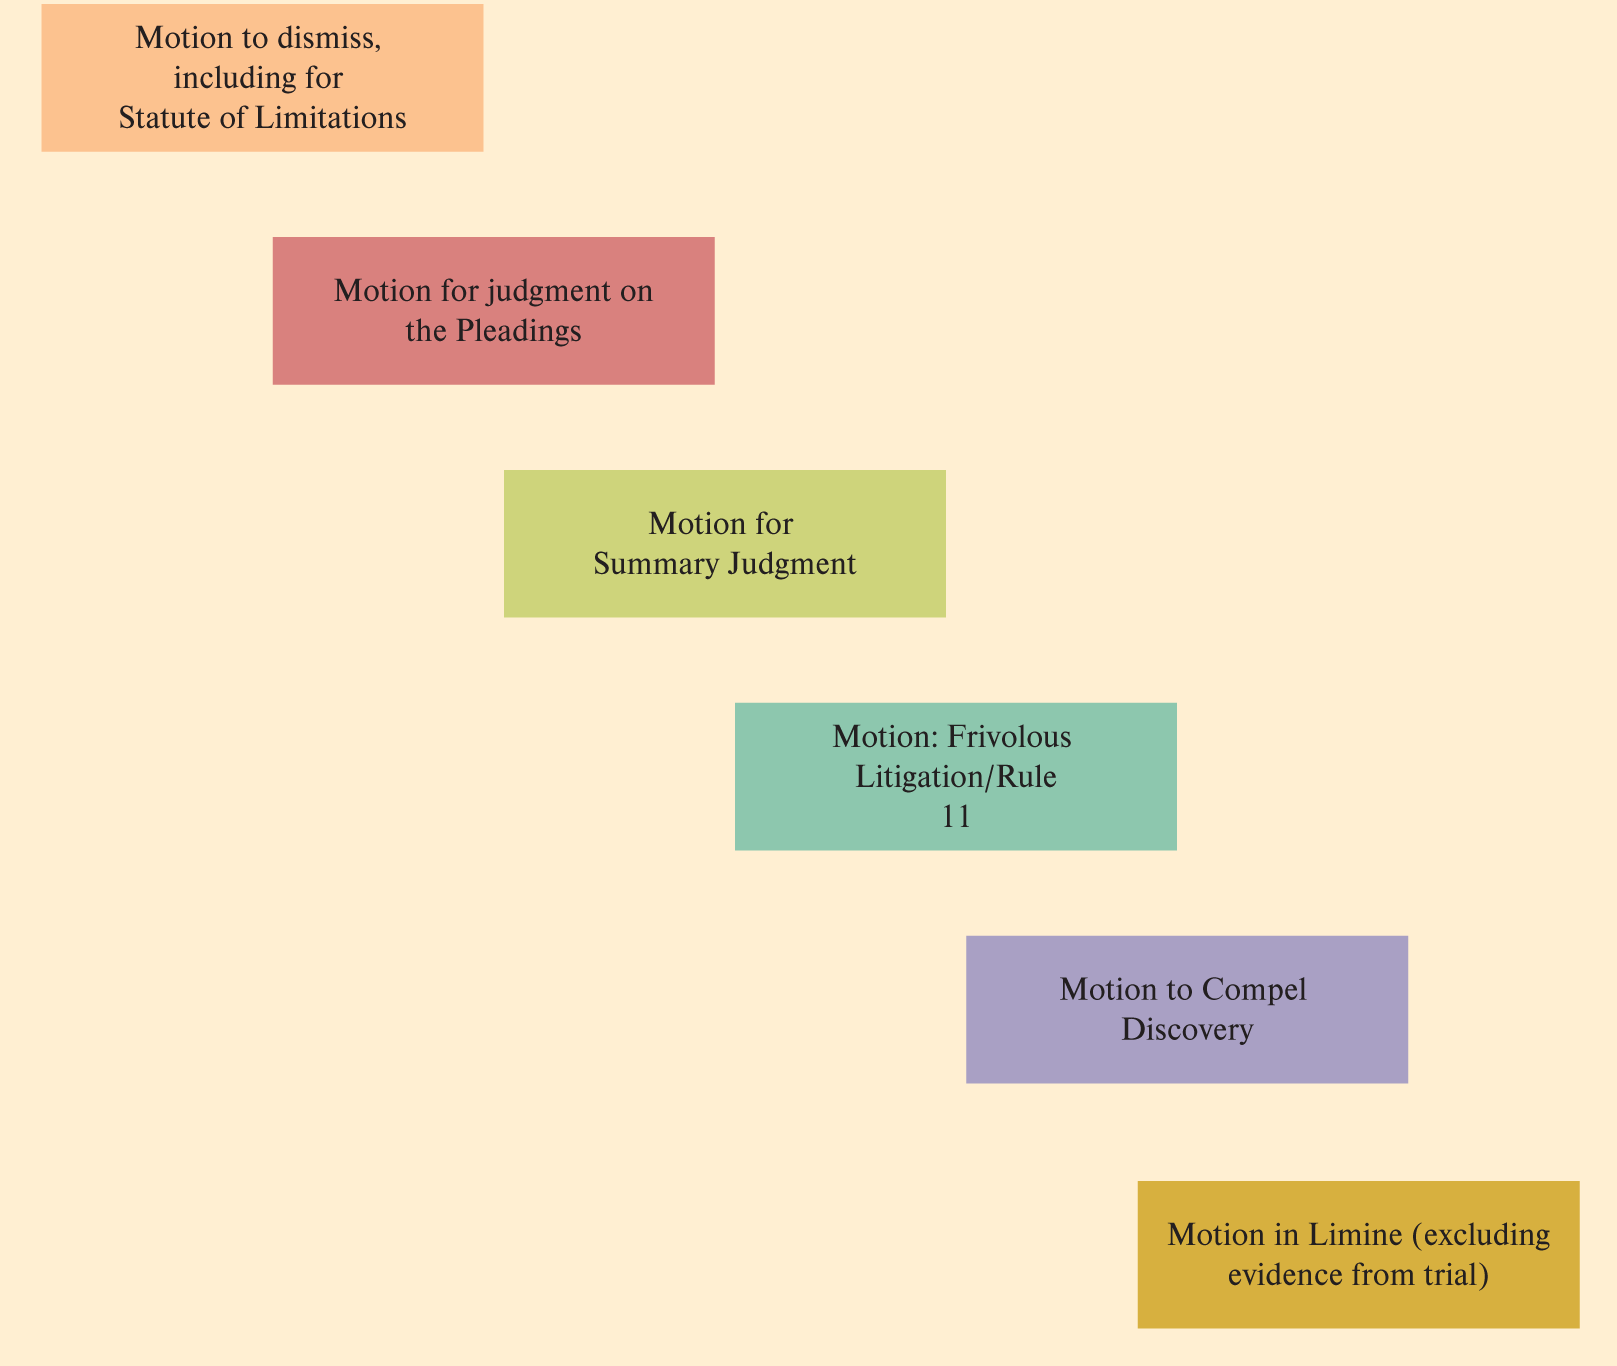 Motion to dismiss,
including for
Statute of Limitations
Motion for judgment on
the Pleadings
Motion for
Summary Judgment
Motion: Frivolous
Litigation/Rule
11
Motion to Compel
Discovery
Motion in Limine (excluding
evidence from trial)